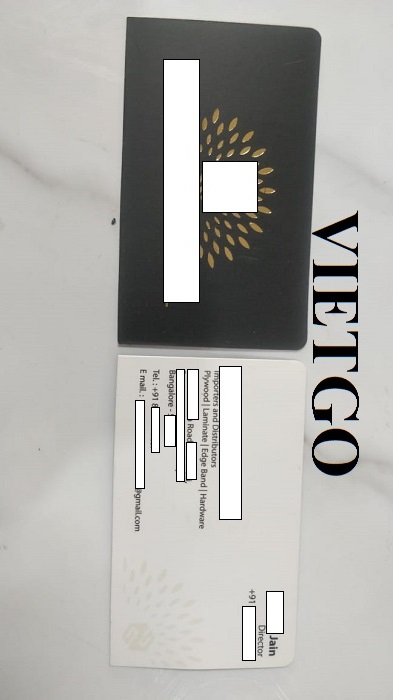 VIETGO
Jain
Director
+91
Importers and Distributors
Plywood | Laminate | Edge Band | Hardware
Road
Bangalore -
Tel. : +91 8
E mail. : @gmail.com